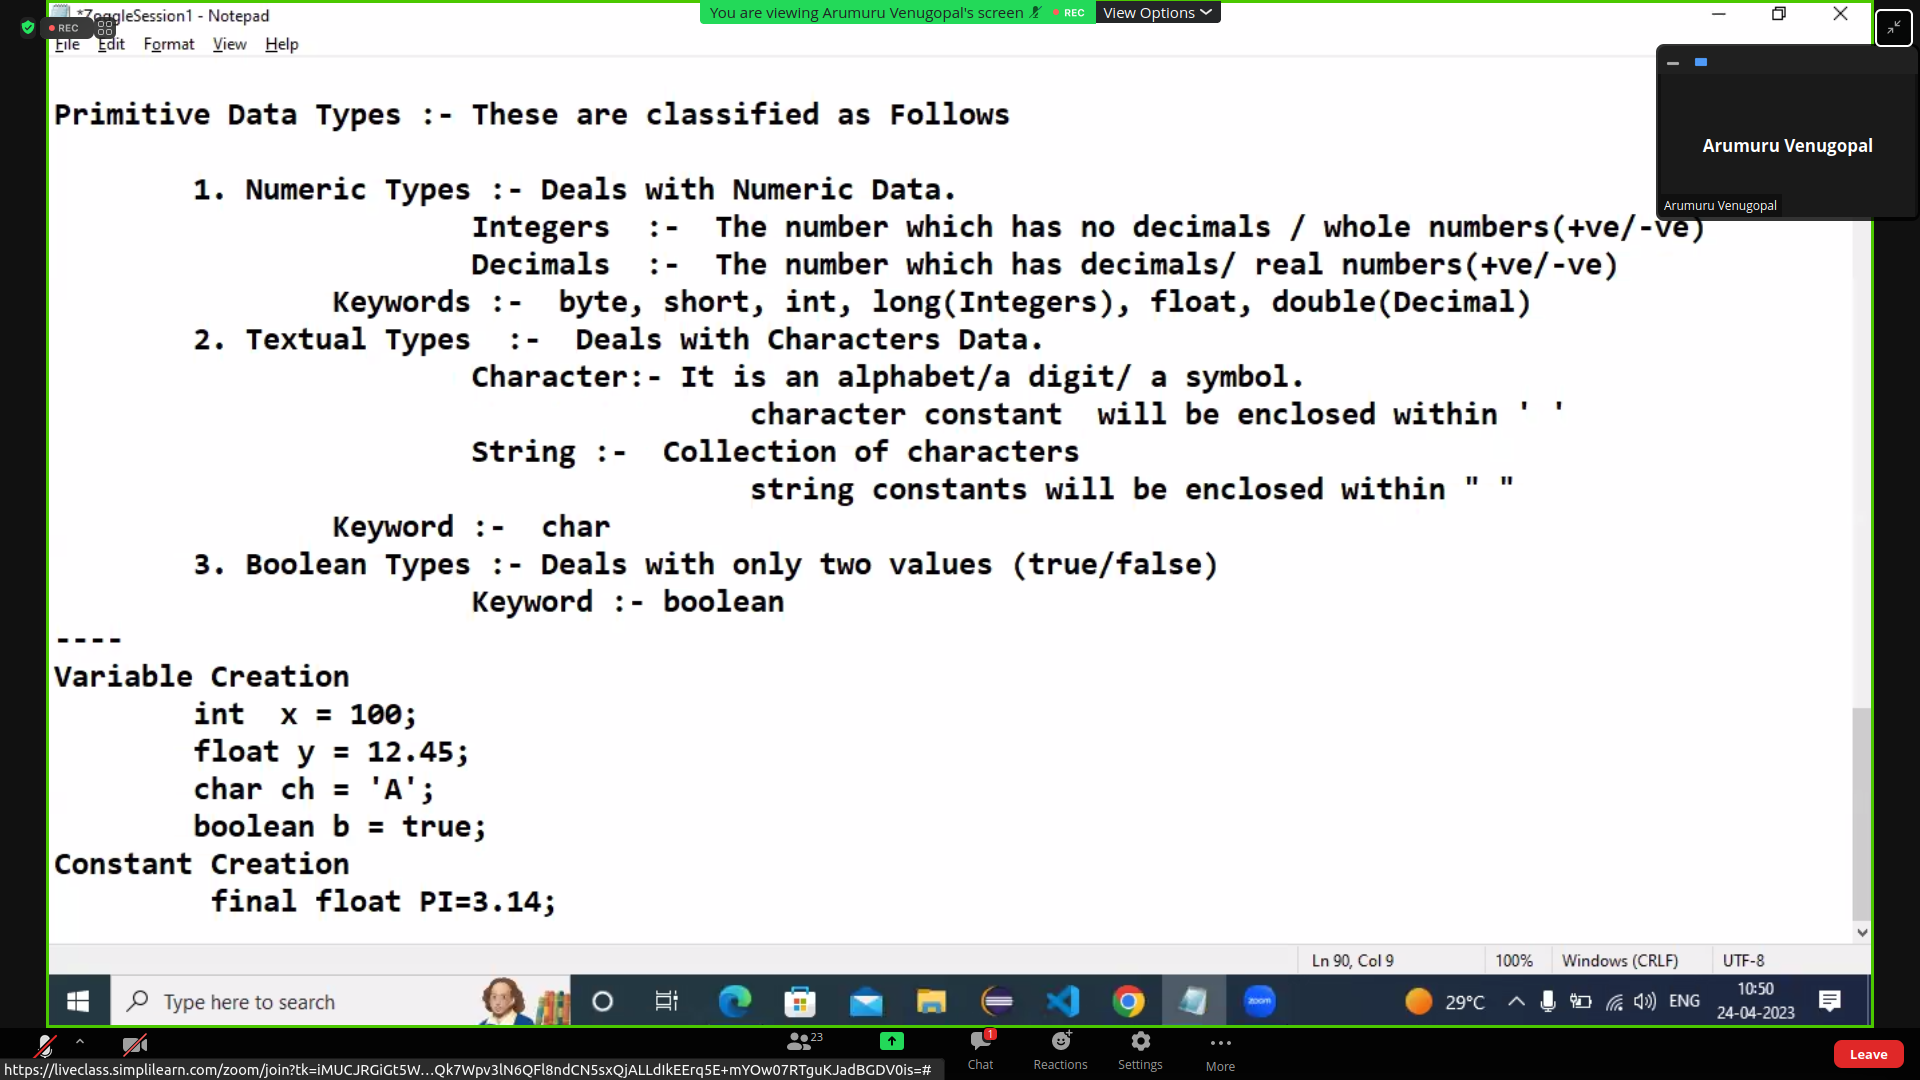 *ZoggleSession1 - Notepad
REC
You are viewing Arumuru Venugopal's screen
REC
View Options
File Edit Format View Help
Arumuru Venugopal
Arumuru Venugopal
Primitive Data Types :- These are classified as Follows
1. Numeric Types :- Deals with Numeric Data.
Integers :- The number which has no decimals / whole numbers(+ve/-ve)
Decimals :- The number which has decimals/ real numbers(+ve/-ve)
Keywords :- byte, short, int, long(Integers), float, double(Decimal)
2. Textual Types :- Deals with Characters Data.
Character:- It is an alphabet/a digit/ a symbol.
character constant will be enclosed within ' '
String :- Collection of characters
string constants will be enclosed within " "
Keyword :- char
3. Boolean Types :- Deals with only two values (true/false)
Keyword :- boolean
----
Variable Creation
int x = 100;
float y = 12.45;
char ch = 'A';
boolean b = true;
Constant Creation
final float PI=3.14;
Ln 90, Col 9
100%
Windows (CRLF)
UTF-8
Type here to search
zoom
29°C
ENG
10:50
24-04-2023
23
1
Chat
Reactions
Settings
More
Leave
https://liveclass.simplilearn.com/zoom/join?tk=iMUCJRGiGt5W...Qk7Wpv3lN6QFl8ndCN5sxQjALLdIkEErq5E+mYOw07RTguKJadBGDV0is=#